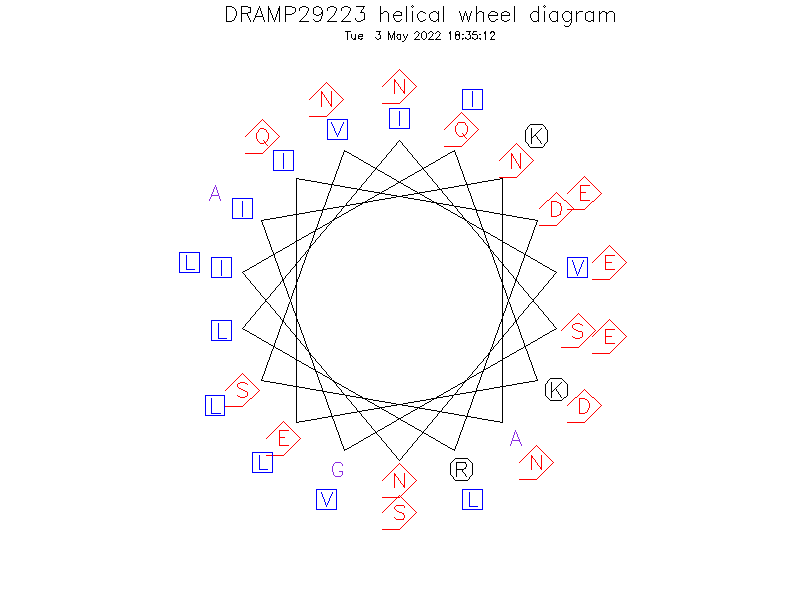 DRAMP29223 helical wheel diagram
Tue 3 May 2022 18:35:12
N
N I
I
Q V Q K
I N
A I D E
L I V E
L S E
L S K D
E A
L G R N
N
V L
S